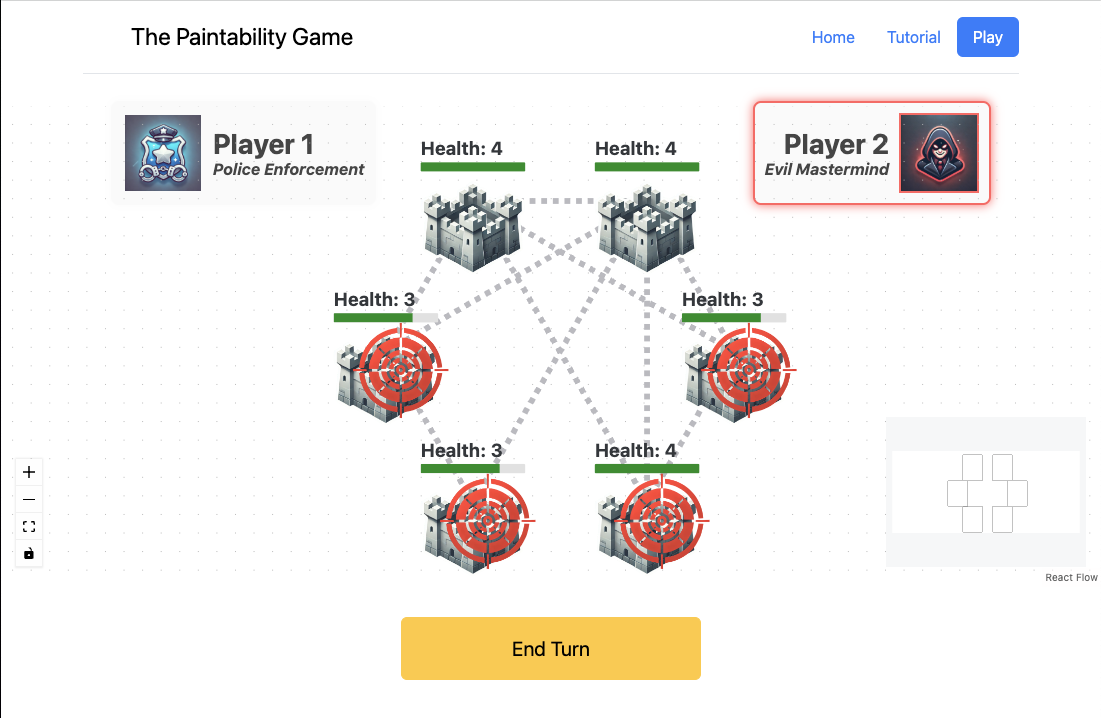 The Paintability Game
Home
Tutorial
Play
Player 1
Police Enforcement
Player 2
Evil Mastermind
Health: 4
Health: 4
Health: 3
Health: 3
Health: 3
Health: 4
React Flow
End Turn